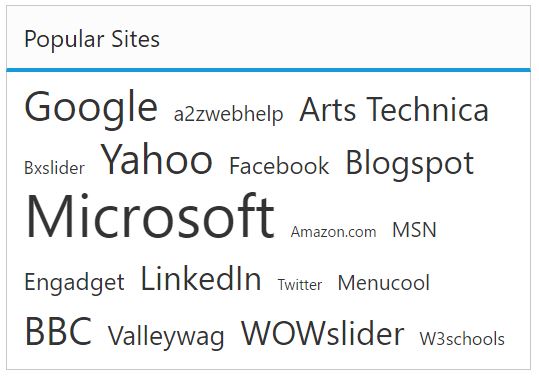 Popular Sites
Google a2zwebhelp Arts Technica
Bxslider Yahoo Facebook Blogspot
Microsoft Amazon.com MSN
Engadget LinkedIn Twitter Menucool
BBC Valleywag WOWslider W3schools